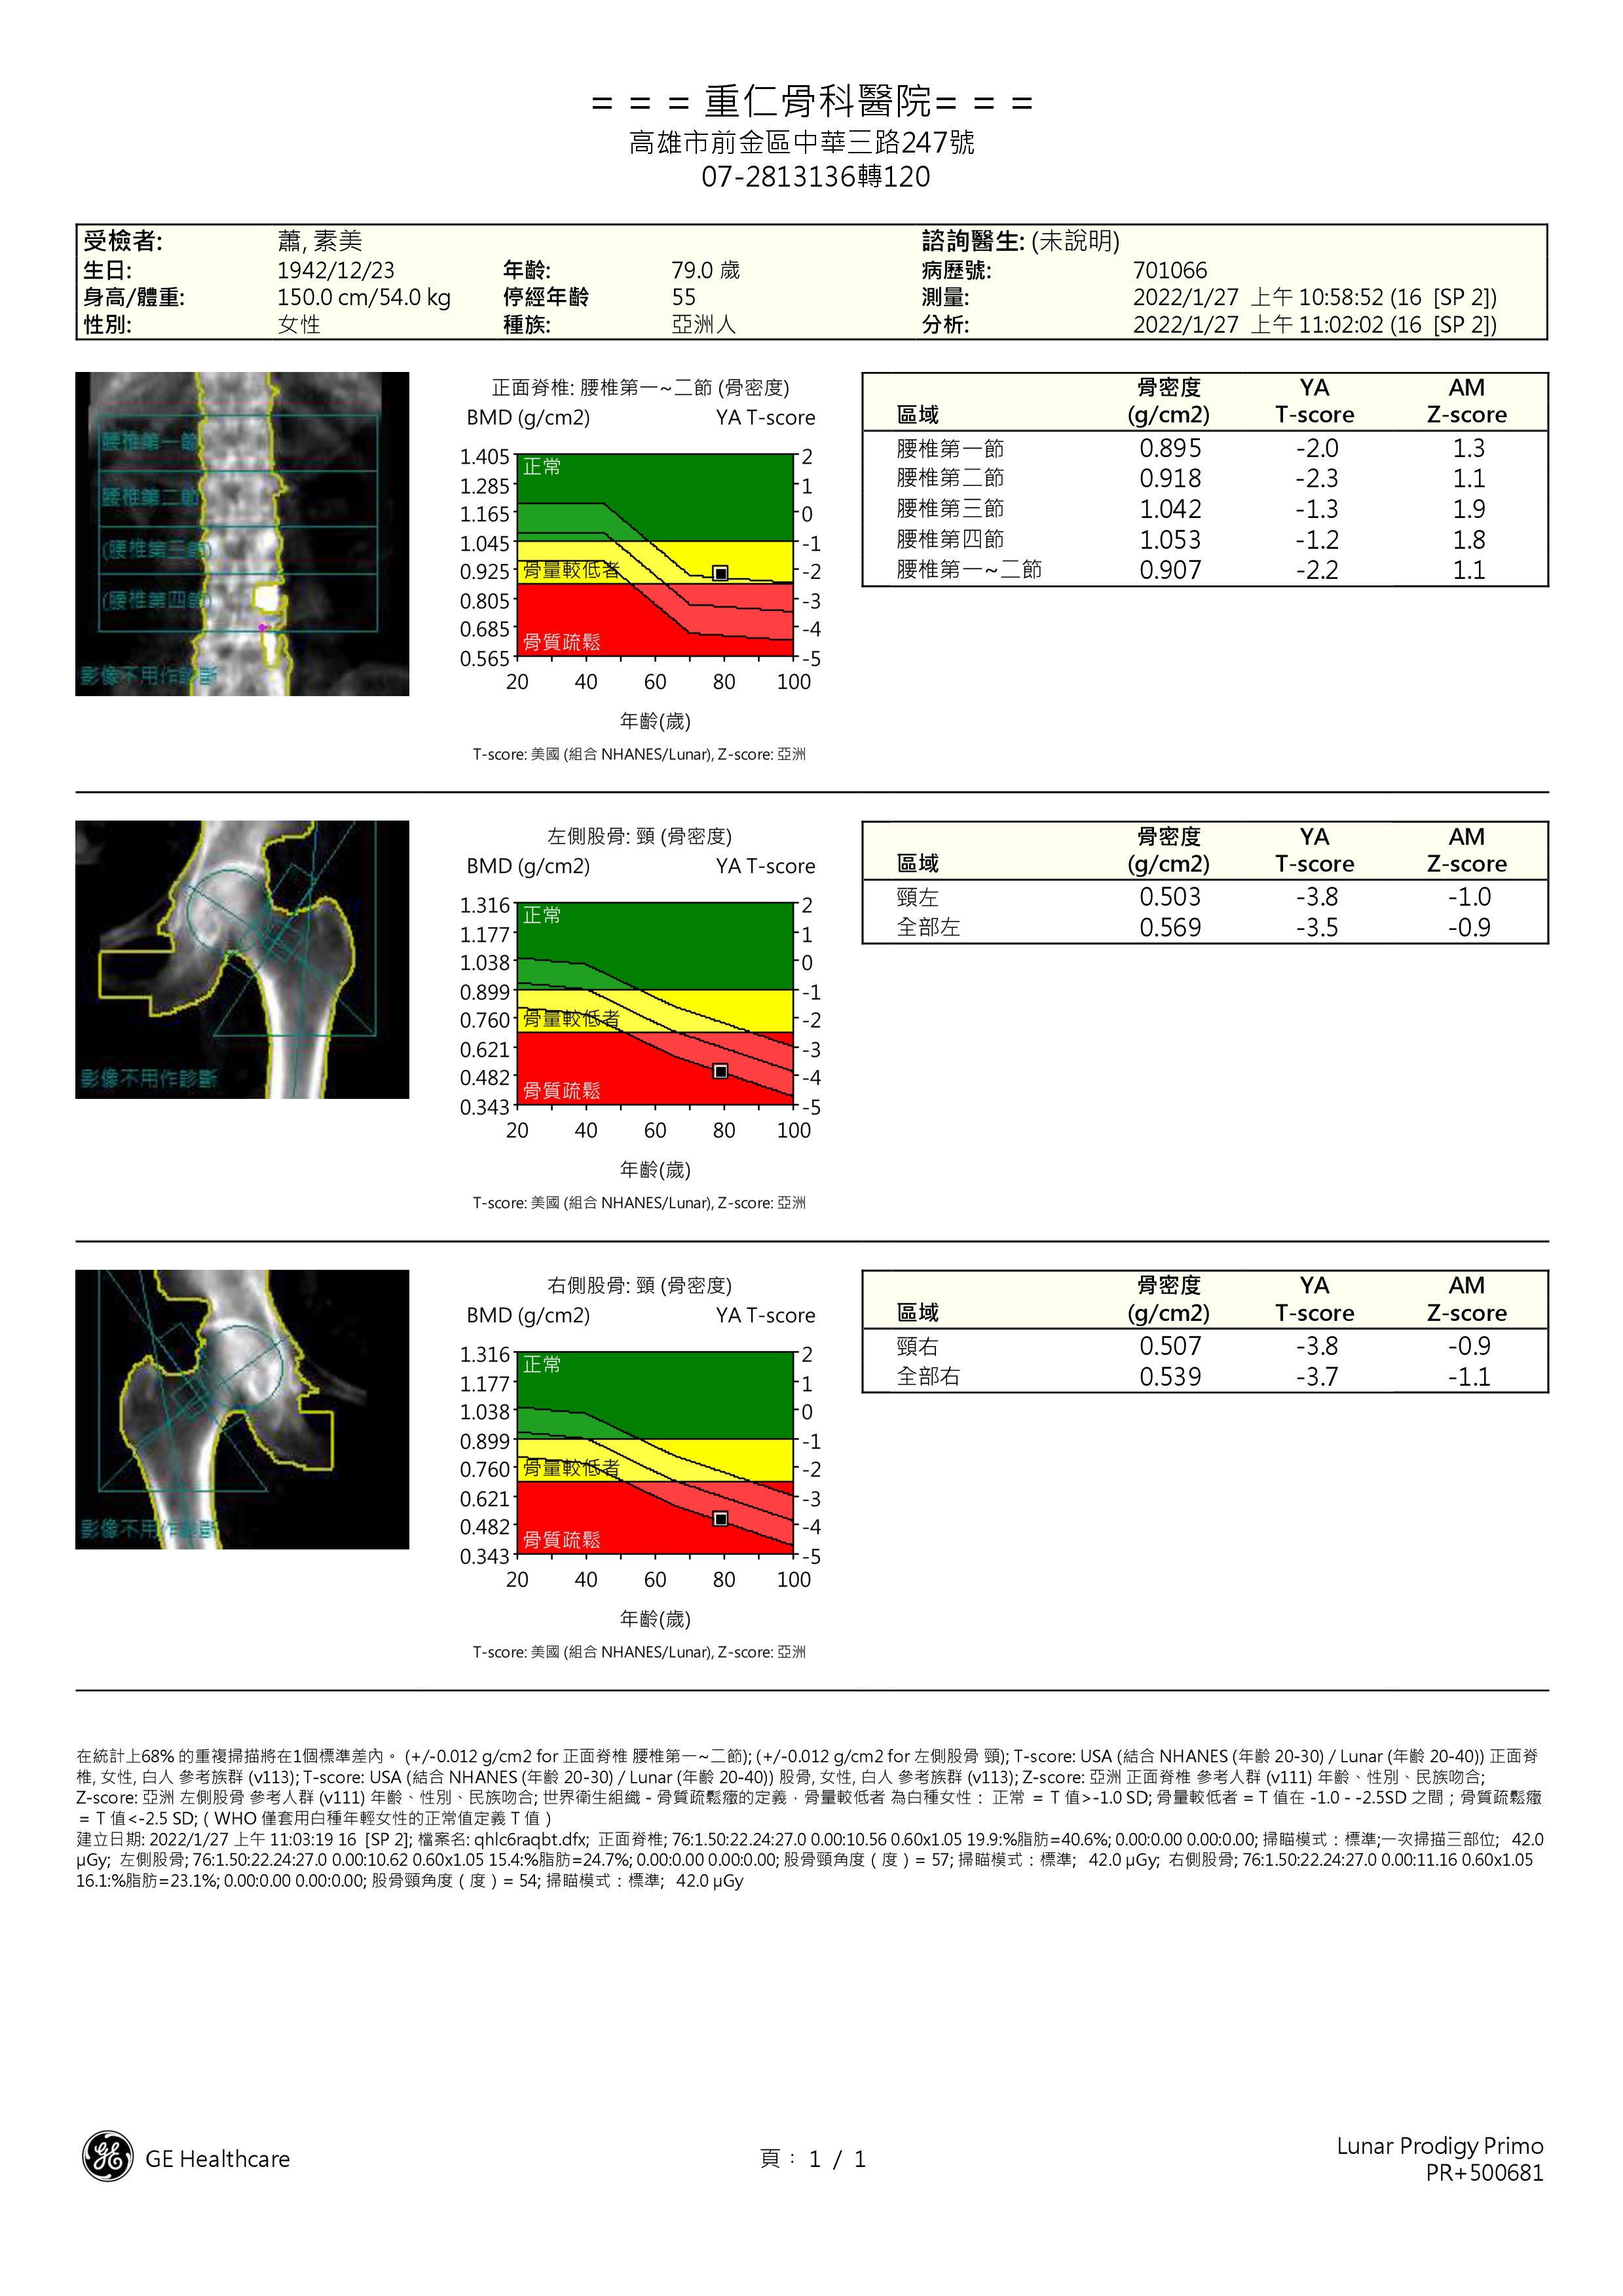 = = = 重仁骨科醫院= = =
高雄市前金區中華三路247號
07-2813136轉120
受檢者: 蕭, 素美 諮詢醫生: (未說明)
生日: 1942/12/23 年齡: 79.0 歲 病歷號: 701066
身高/體重: 150.0 cm/54.0 kg 停經年齡 55 測量: 2022/1/27 上午 10:58:52 (16 [SP 2])
性別: 女性 種族: 亞洲人 分析: 2022/1/27 上午 11:02:02 (16 [SP 2])
腰椎第一節
腰椎第二節
(腰椎第三節)
(腰椎第四節)
影像不用作診斷
正面脊椎: 腰椎第一~二節 (骨密度)
BMD (g/cm2) YA T-score
1.405 正常 2
1.285 1
1.165 0
1.045 -1
0.925 骨量較低者 -2
0.805 -3
0.685 -4
骨質疏鬆
0.565 -5
20 40 60 80 100
年齡(歲)
T-score: 美國 (組合 NHANES/Lunar), Z-score: 亞洲
骨密度 YA AM
區域 (g/cm2) T-score Z-score
腰椎第一節 0.895 -2.0 1.3
腰椎第二節 0.918 -2.3 1.1
腰椎第三節 1.042 -1.3 1.9
腰椎第四節 1.053 -1.2 1.8
腰椎第一~二節 0.907 -2.2 1.1
影像不用作診斷
左側股骨: 頸 (骨密度)
BMD (g/cm2) YA T-score
1.316 正常 2
1.177 1
1.038 0
0.899 -1
0.760 骨量較低者 -2
0.621 -3
0.482 -4
骨質疏鬆
0.343 -5
20 40 60 80 100
年齡(歲)
T-score: 美國 (組合 NHANES/Lunar), Z-score: 亞洲
骨密度 YA AM
區域 (g/cm2) T-score Z-score
頸左 0.503 -3.8 -1.0
全部左 0.569 -3.5 -0.9
影像不用作診斷
右側股骨: 頸 (骨密度)
BMD (g/cm2) YA T-score
1.316 正常 2
1.177 1
1.038 0
0.899 -1
0.760 骨量較低者 -2
0.621 -3
0.482 -4
骨質疏鬆
0.343 -5
20 40 60 80 100
年齡(歲)
T-score: 美國 (組合 NHANES/Lunar), Z-score: 亞洲
骨密度 YA AM
區域 (g/cm2) T-score Z-score
頸右 0.507 -3.8 -0.9
全部右 0.539 -3.7 -1.1
在統計上68% 的重複掃描將在1個標準差內。 (+/-0.012 g/cm2 for 正面脊椎 腰椎第一~二節); (+/-0.012 g/cm2 for 左側股骨 頸); T-score: USA (結合 NHANES (年齡 20-30) / Lunar (年齡 20-40)) 正面脊
椎, 女性, 白人 參考族群 (v113); T-score: USA (結合 NHANES (年齡 20-30) / Lunar (年齡 20-40)) 股骨, 女性, 白人 參考族群 (v113); Z-score: 亞洲 正面脊椎 參考人群 (v111) 年齡、性別、民族吻合;
Z-score: 亞洲 左側股骨 參考人群 (v111) 年齡、性別、民族吻合; 世界衛生組織 - 骨質疏鬆癥的定義，骨量較低者 為白種女性： 正常 = T 值>-1.0 SD; 骨量較低者 = T 值在 -1.0 - -2.5SD 之間；骨質疏鬆癥
= T 值<-2.5 SD; ( WHO 僅套用白種年輕女性的正常值定義 T 值 )
建立日期: 2022/1/27 上午 11:03:19 16 [SP 2]; 檔案名: qhlc6raqbt.dfx; 正面脊椎; 76:1.50:22.24:27.0 0.00:10.56 0.60x1.05 19.9:%脂肪=40.6%; 0.00:0.00 0.00:0.00; 掃瞄模式：標準;一次掃描三部位; 42.0
µGy; 左側股骨; 76:1.50:22.24:27.0 0.00:10.62 0.60x1.05 15.4:%脂肪=24.7%; 0.00:0.00 0.00:0.00; 股骨頸角度 ( 度 ) = 57; 掃瞄模式：標準; 42.0 µGy; 右側股骨; 76:1.50:22.24:27.0 0.00:11.16 0.60x1.05
16.1:%脂肪=23.1%; 0.00:0.00 0.00:0.00; 股骨頸角度 ( 度 ) = 54; 掃瞄模式：標準; 42.0 µGy
GE Healthcare 頁： 1 / 1 Lunar Prodigy Primo
PR+500681